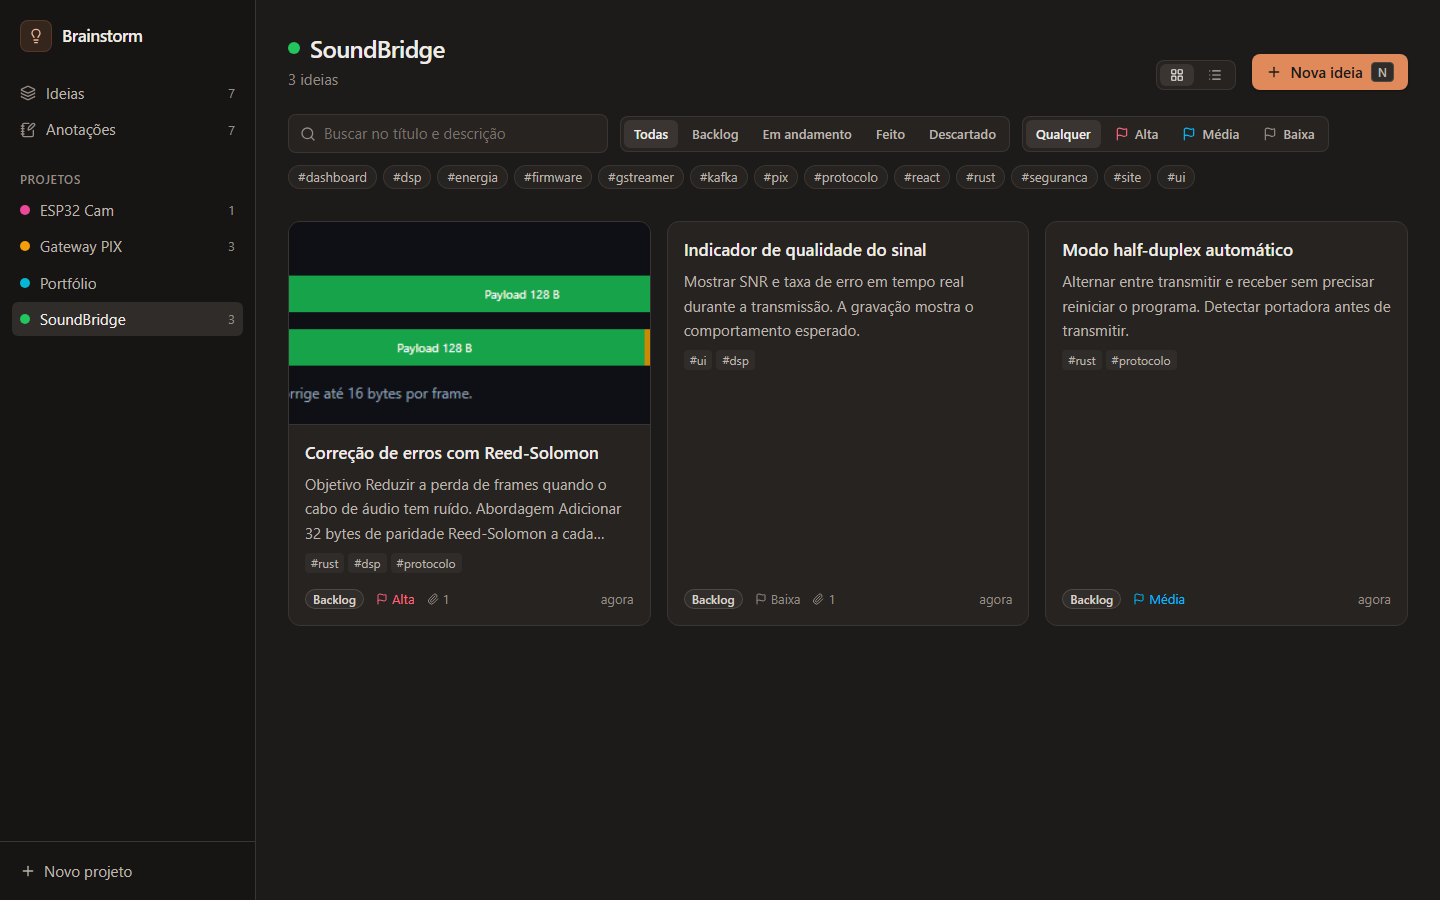 Brainstorm
Ideias 7
Anotações 7
PROJETOS
ESP32 Cam 1
Gateway PIX 3
Portfólio
SoundBridge 3
Novo projeto
SoundBridge
3 ideias
Nova ideia N
Buscar no título e descrição
Todas Backlog Em andamento Feito Descartado
Qualquer Alta Média Baixa
#dashboard #dsp #energia #firmware #gstreamer #kafka #pix #protocolo #react #rust #seguranca #site #ui
Payload 128 B
Payload 128 B
rrige até 16 bytes por frame.
Correção de erros com Reed-Solomon
Objetivo Reduzir a perda de frames quando o
cabo de áudio tem ruído. Abordagem Adicionar
32 bytes de paridade Reed-Solomon a cada...
#rust #dsp #protocolo
Backlog Alta 1 agora
Indicador de qualidade do sinal
Mostrar SNR e taxa de erro em tempo real
durante a transmissão. A gravação mostra o
comportamento esperado.
#ui #dsp
Backlog Baixa 1 agora
Modo half-duplex automático
Alternar entre transmitir e receber sem precisar
reiniciar o programa. Detectar portadora antes de
transmitir.
#rust #protocolo
Backlog Média agora